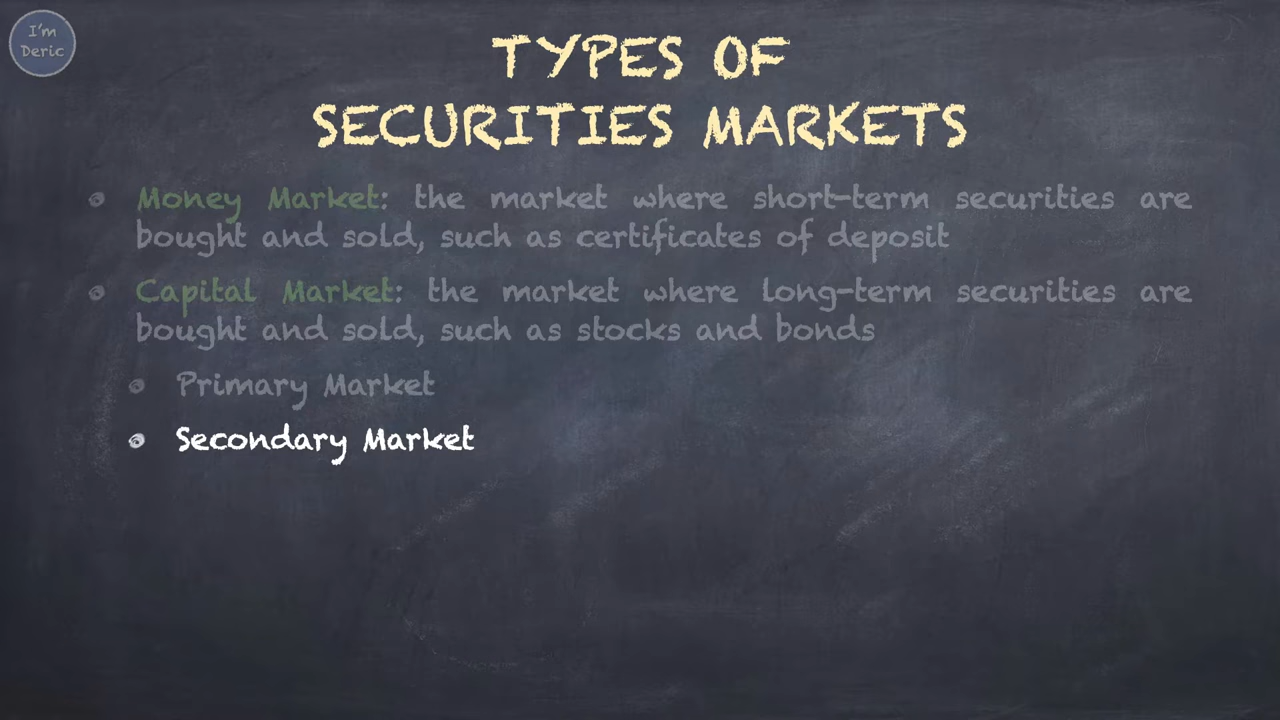 I'm
Deric
TYPES OF
SECURITIES MARKETS
Money Market: the market where short-term securities are
bought and sold, such as certificates of deposit
Capital Market: the market where long-term securities are
bought and sold, such as stocks and bonds
Primary Market
Secondary Market